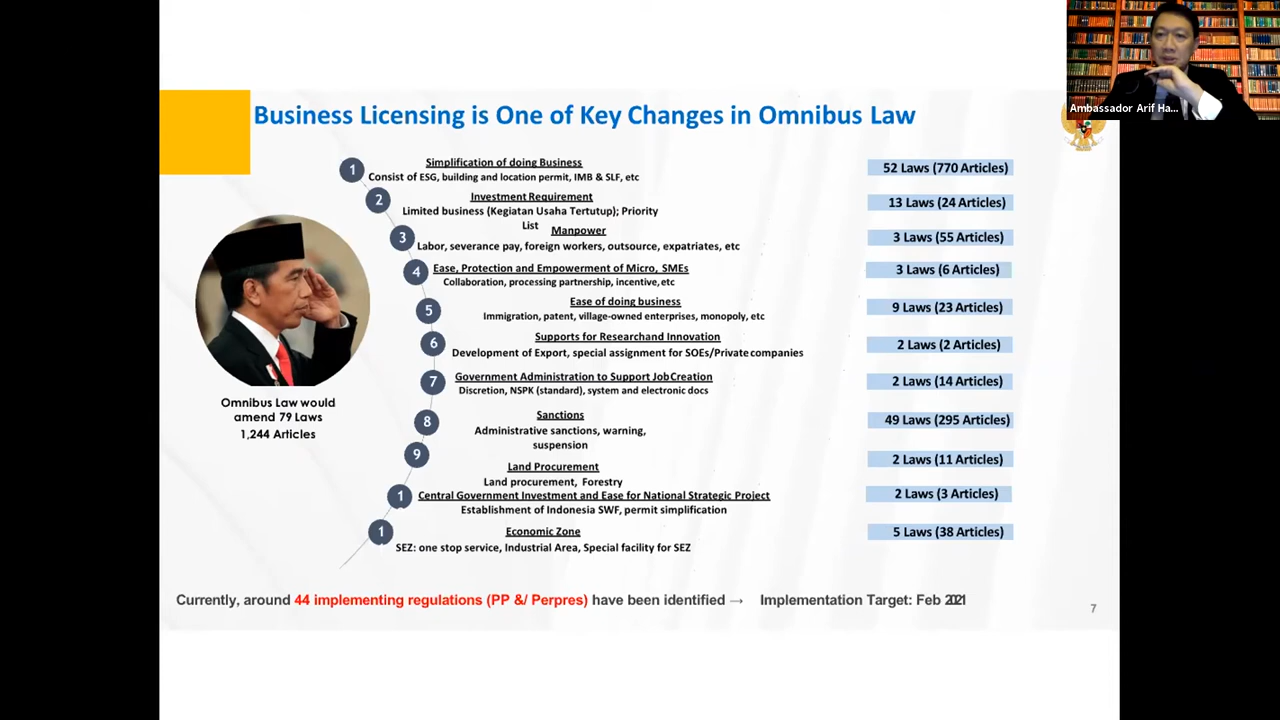 Ambassador Arif Ha...
Business Licensing is One of Key Changes in Omnibus Law
1
Simplification of doing Business
Consist of ESG, building and location permit, IMB & SLF, etc
52 Laws (770 Articles)
2
Investment Requirement
Limited business (Kegiatan Usaha Tertutup); Priority
List
13 Laws (24 Articles)
3
Manpower
Labor, severance pay, foreign workers, outsource, expatriates, etc
3 Laws (55 Articles)
4
Ease, Protection and Empowerment of Micro, SMEs
Collaboration, processing partnership, incentive, etc
3 Laws (6 Articles)
5
Ease of doing business
Immigration, patent, village-owned enterprises, monopoly, etc
9 Laws (23 Articles)
6
Supports for Researchand Innovation
Development of Export, special assignment for SOEs/Private companies
2 Laws (2 Articles)
7
Government Administration to Support Job Creation
Discretion, NSPK (standard), system and electronic docs
2 Laws (14 Articles)
8
Sanctions
Administrative sanctions, warning,
suspension
49 Laws (295 Articles)
9
Land Procurement
Land procurement, Forestry
2 Laws (11 Articles)
1
Central Government Investment and Ease for National Strategic Project
Establishment of Indonesia SWF, permit simplification
2 Laws (3 Articles)
1
Economic Zone
SEZ: one stop service, Industrial Area, Special facility for SEZ
5 Laws (38 Articles)
Omnibus Law would
amend 79 Laws
1,244 Articles
Currently, around 44 implementing regulations (PP &/ Perpres) have been identified → Implementation Target: Feb 2021
7